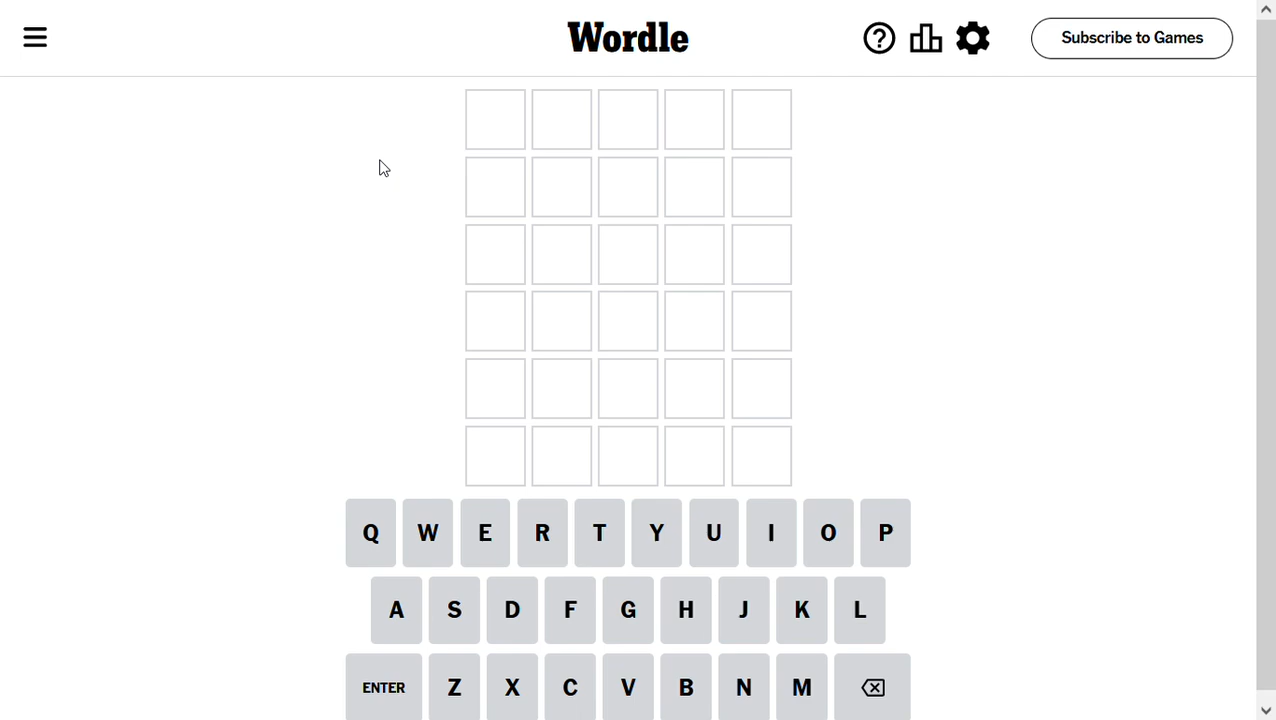 Wordle
Subscribe to Games
Q W E R T Y U I O P
A S D F G H J K L
ENTER Z X C V B N M